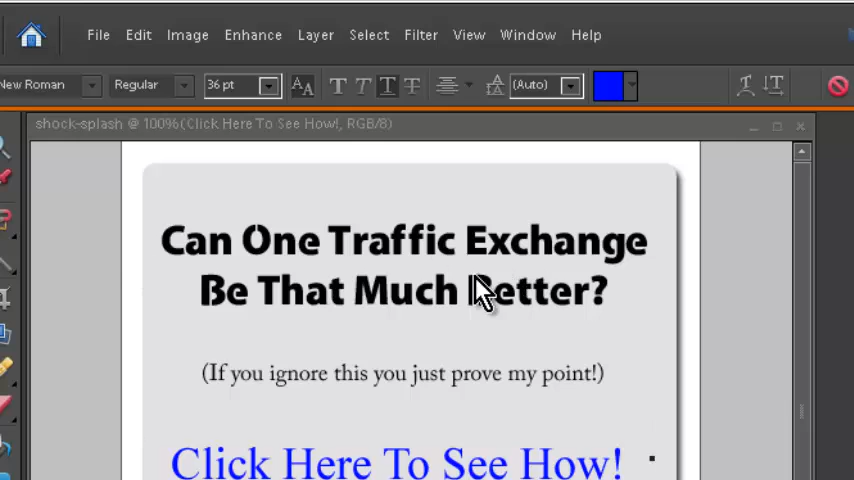 File Edit Image Enhance Layer Select Filter View Window Help
New Roman Regular 36 pt (Auto)
shock-splash @ 100%(Click Here To See How!, RGB/8)
Can One Traffic Exchange
Be That Much Better?
(If you ignore this you just prove my point!)
Click Here To See How!